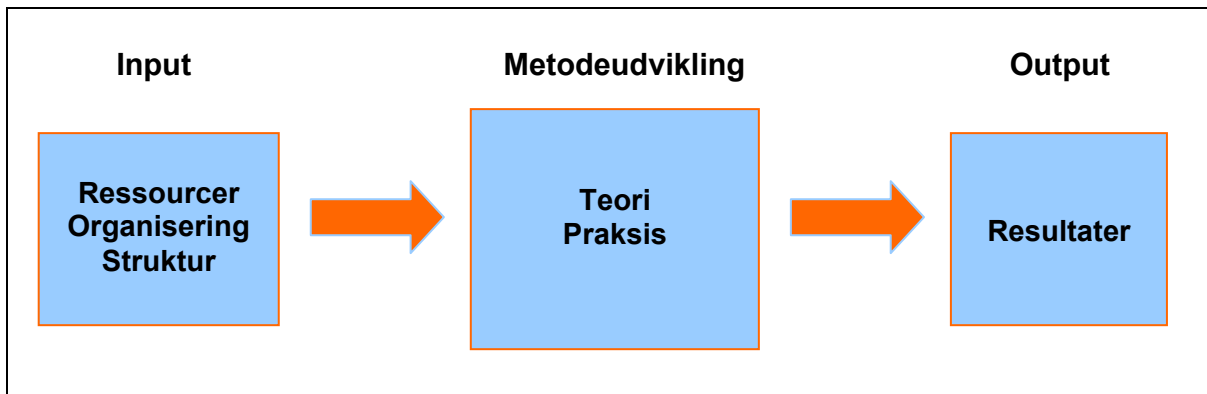 Input
Metodeudvikling
Output
Ressourcer
Organisering
Struktur
Teori
Praksis
Resultater